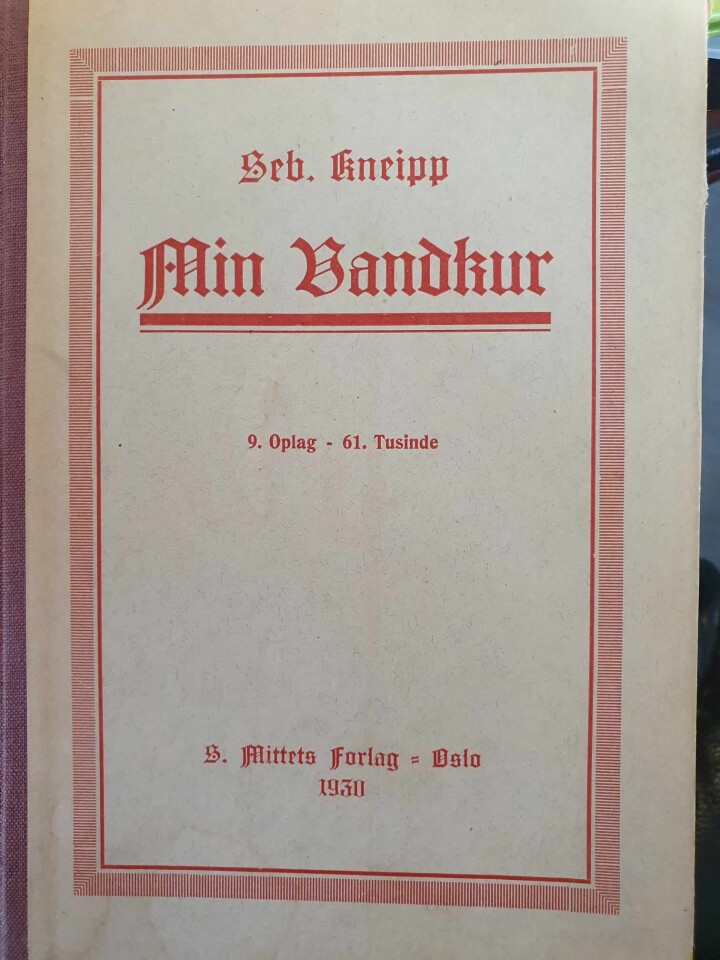 Seb. Kneipp
Min Vandkur
9. Oplag - 61. Tusinde
S. Mittets Forlag = Oslo
1930